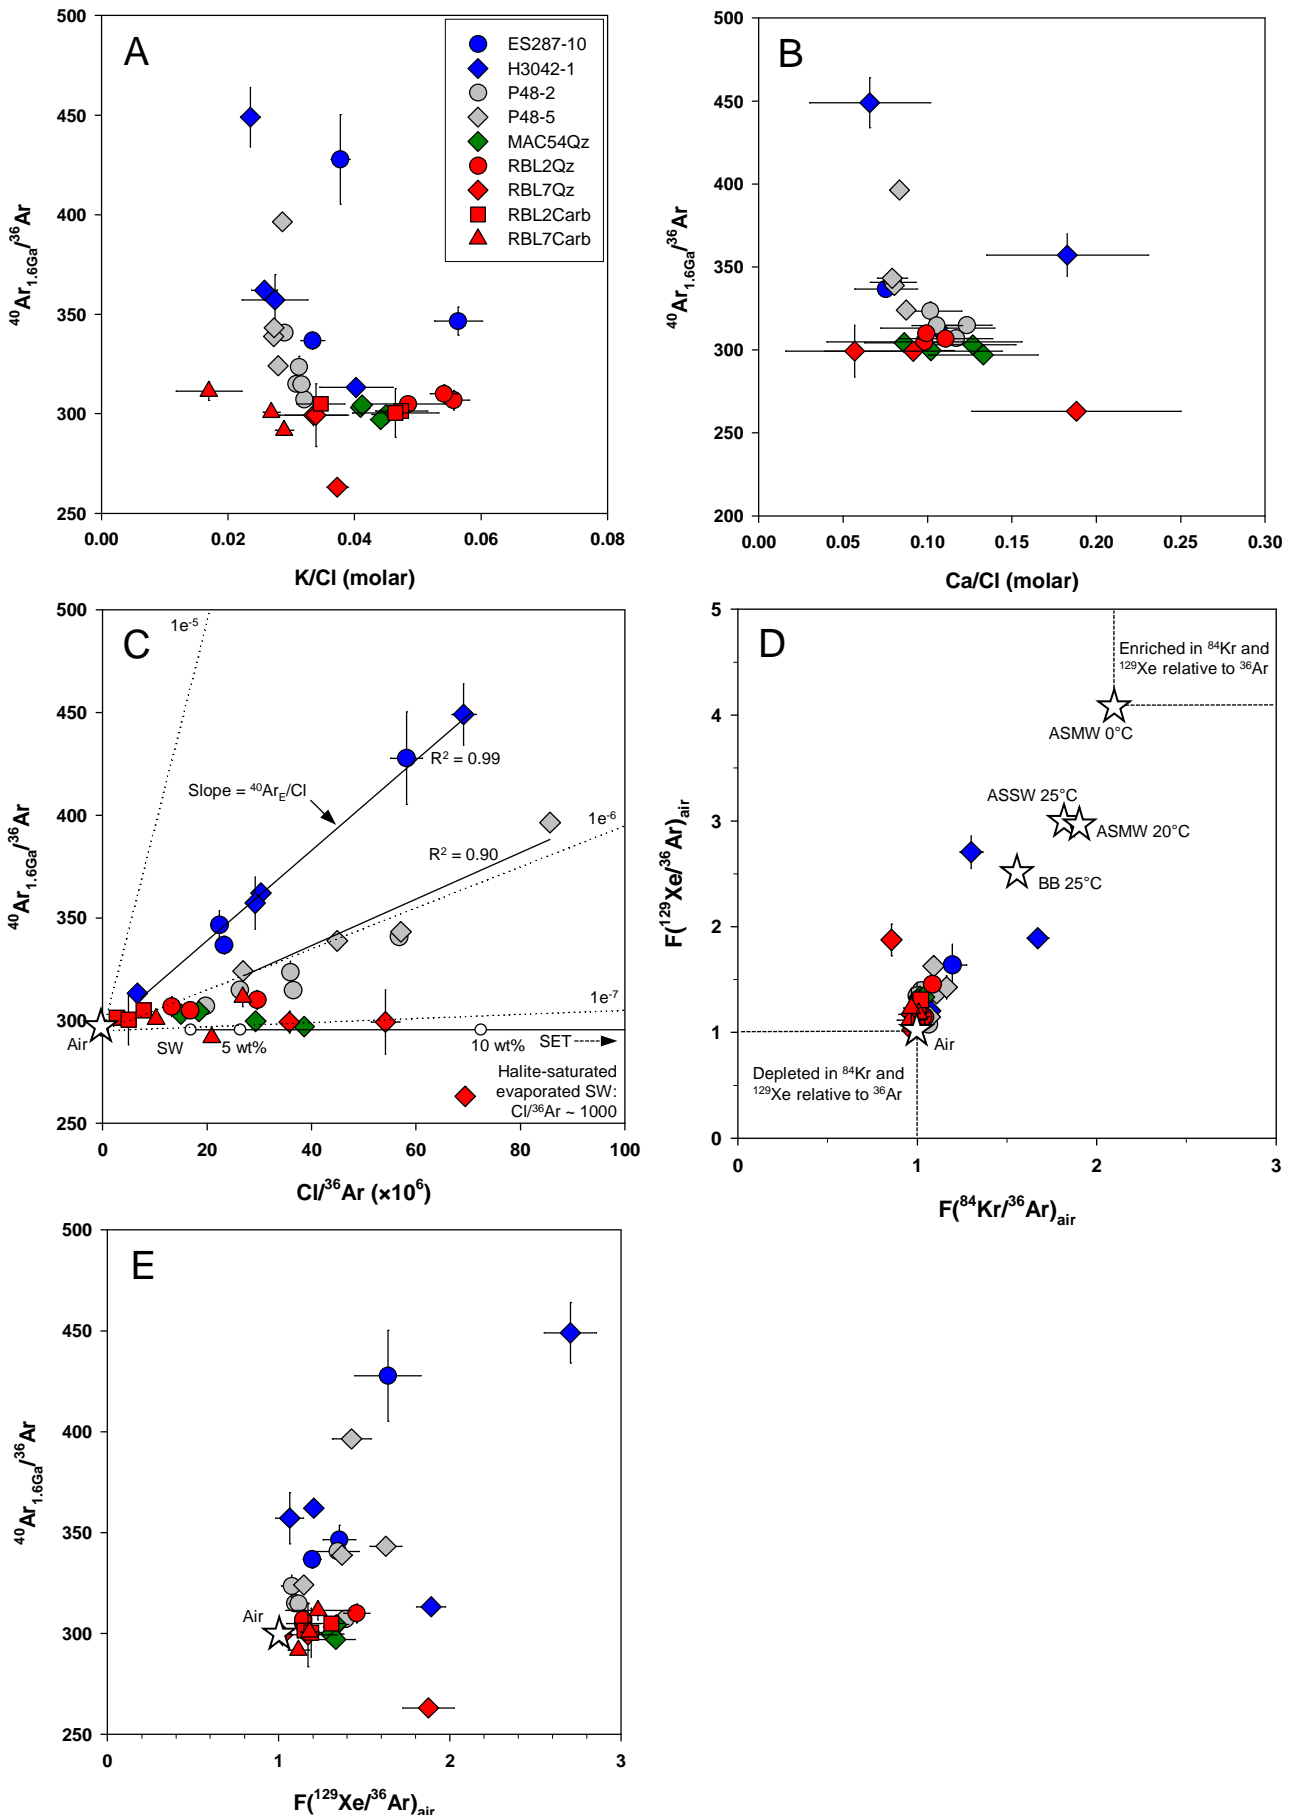 A
500
450
400
350
300
250
0.00 0.02 0.04 0.06 0.08
K/Cl (molar)
⁴⁰Ar₁.₆Ga/³⁶Ar
ES287-10
H3042-1
P48-2
P48-5
MAC54Qz
RBL2Qz
RBL7Qz
RBL2Carb
RBL7Carb
B
500
450
400
350
300
250
200
0.00 0.05 0.10 0.15 0.20 0.25 0.30
Ca/Cl (molar)
⁴⁰Ar₁.₆Ga/³⁶Ar
C
500
450
400
350
300
250
0 20 40 60 80 100
Cl/³⁶Ar (×10⁶)
⁴⁰Ar₁.₆Ga/³⁶Ar
1e⁻⁵
R² = 0.99
Slope = ⁴⁰Ar_E/Cl
1e⁻⁶
R² = 0.90
1e⁻⁷
Air
SW
5 wt%
10 wt%
SET
Halite-saturated
evaporated SW:
Cl/³⁶Ar ~ 1000
D
5
4
3
2
1
0
0 1 2 3
F(⁸⁴Kr/³⁶Ar)air
F(¹²⁹Xe/³⁶Ar)air
Enriched in ⁸⁴Kr and
¹²⁹Xe relative to ³⁶Ar
ASMW 0°C
ASSW 25°C
ASMW 20°C
BB 25°C
Air
Depleted in ⁸⁴Kr and
¹²⁹Xe relative to ³⁶Ar
E
500
450
400
350
300
250
0 1 2 3
F(¹²⁹Xe/³⁶Ar)air
⁴⁰Ar₁.₆Ga/³⁶Ar
Air